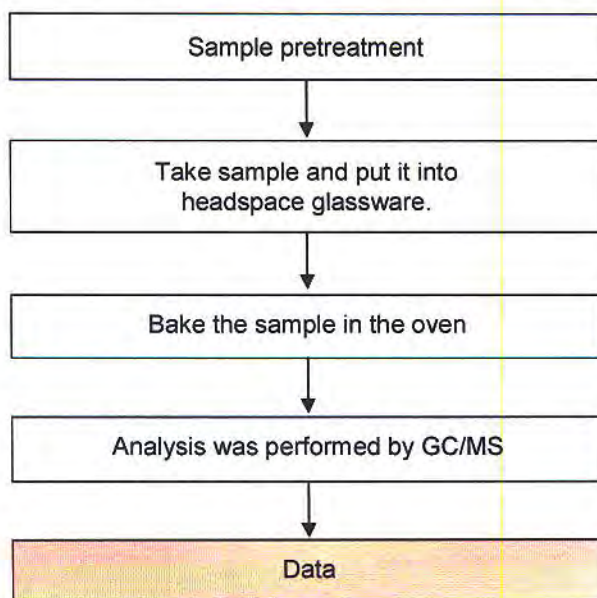 Sample pretreatment
Take sample and put it into
headspace glassware.
Bake the sample in the oven
Analysis was performed by GC/MS
Data